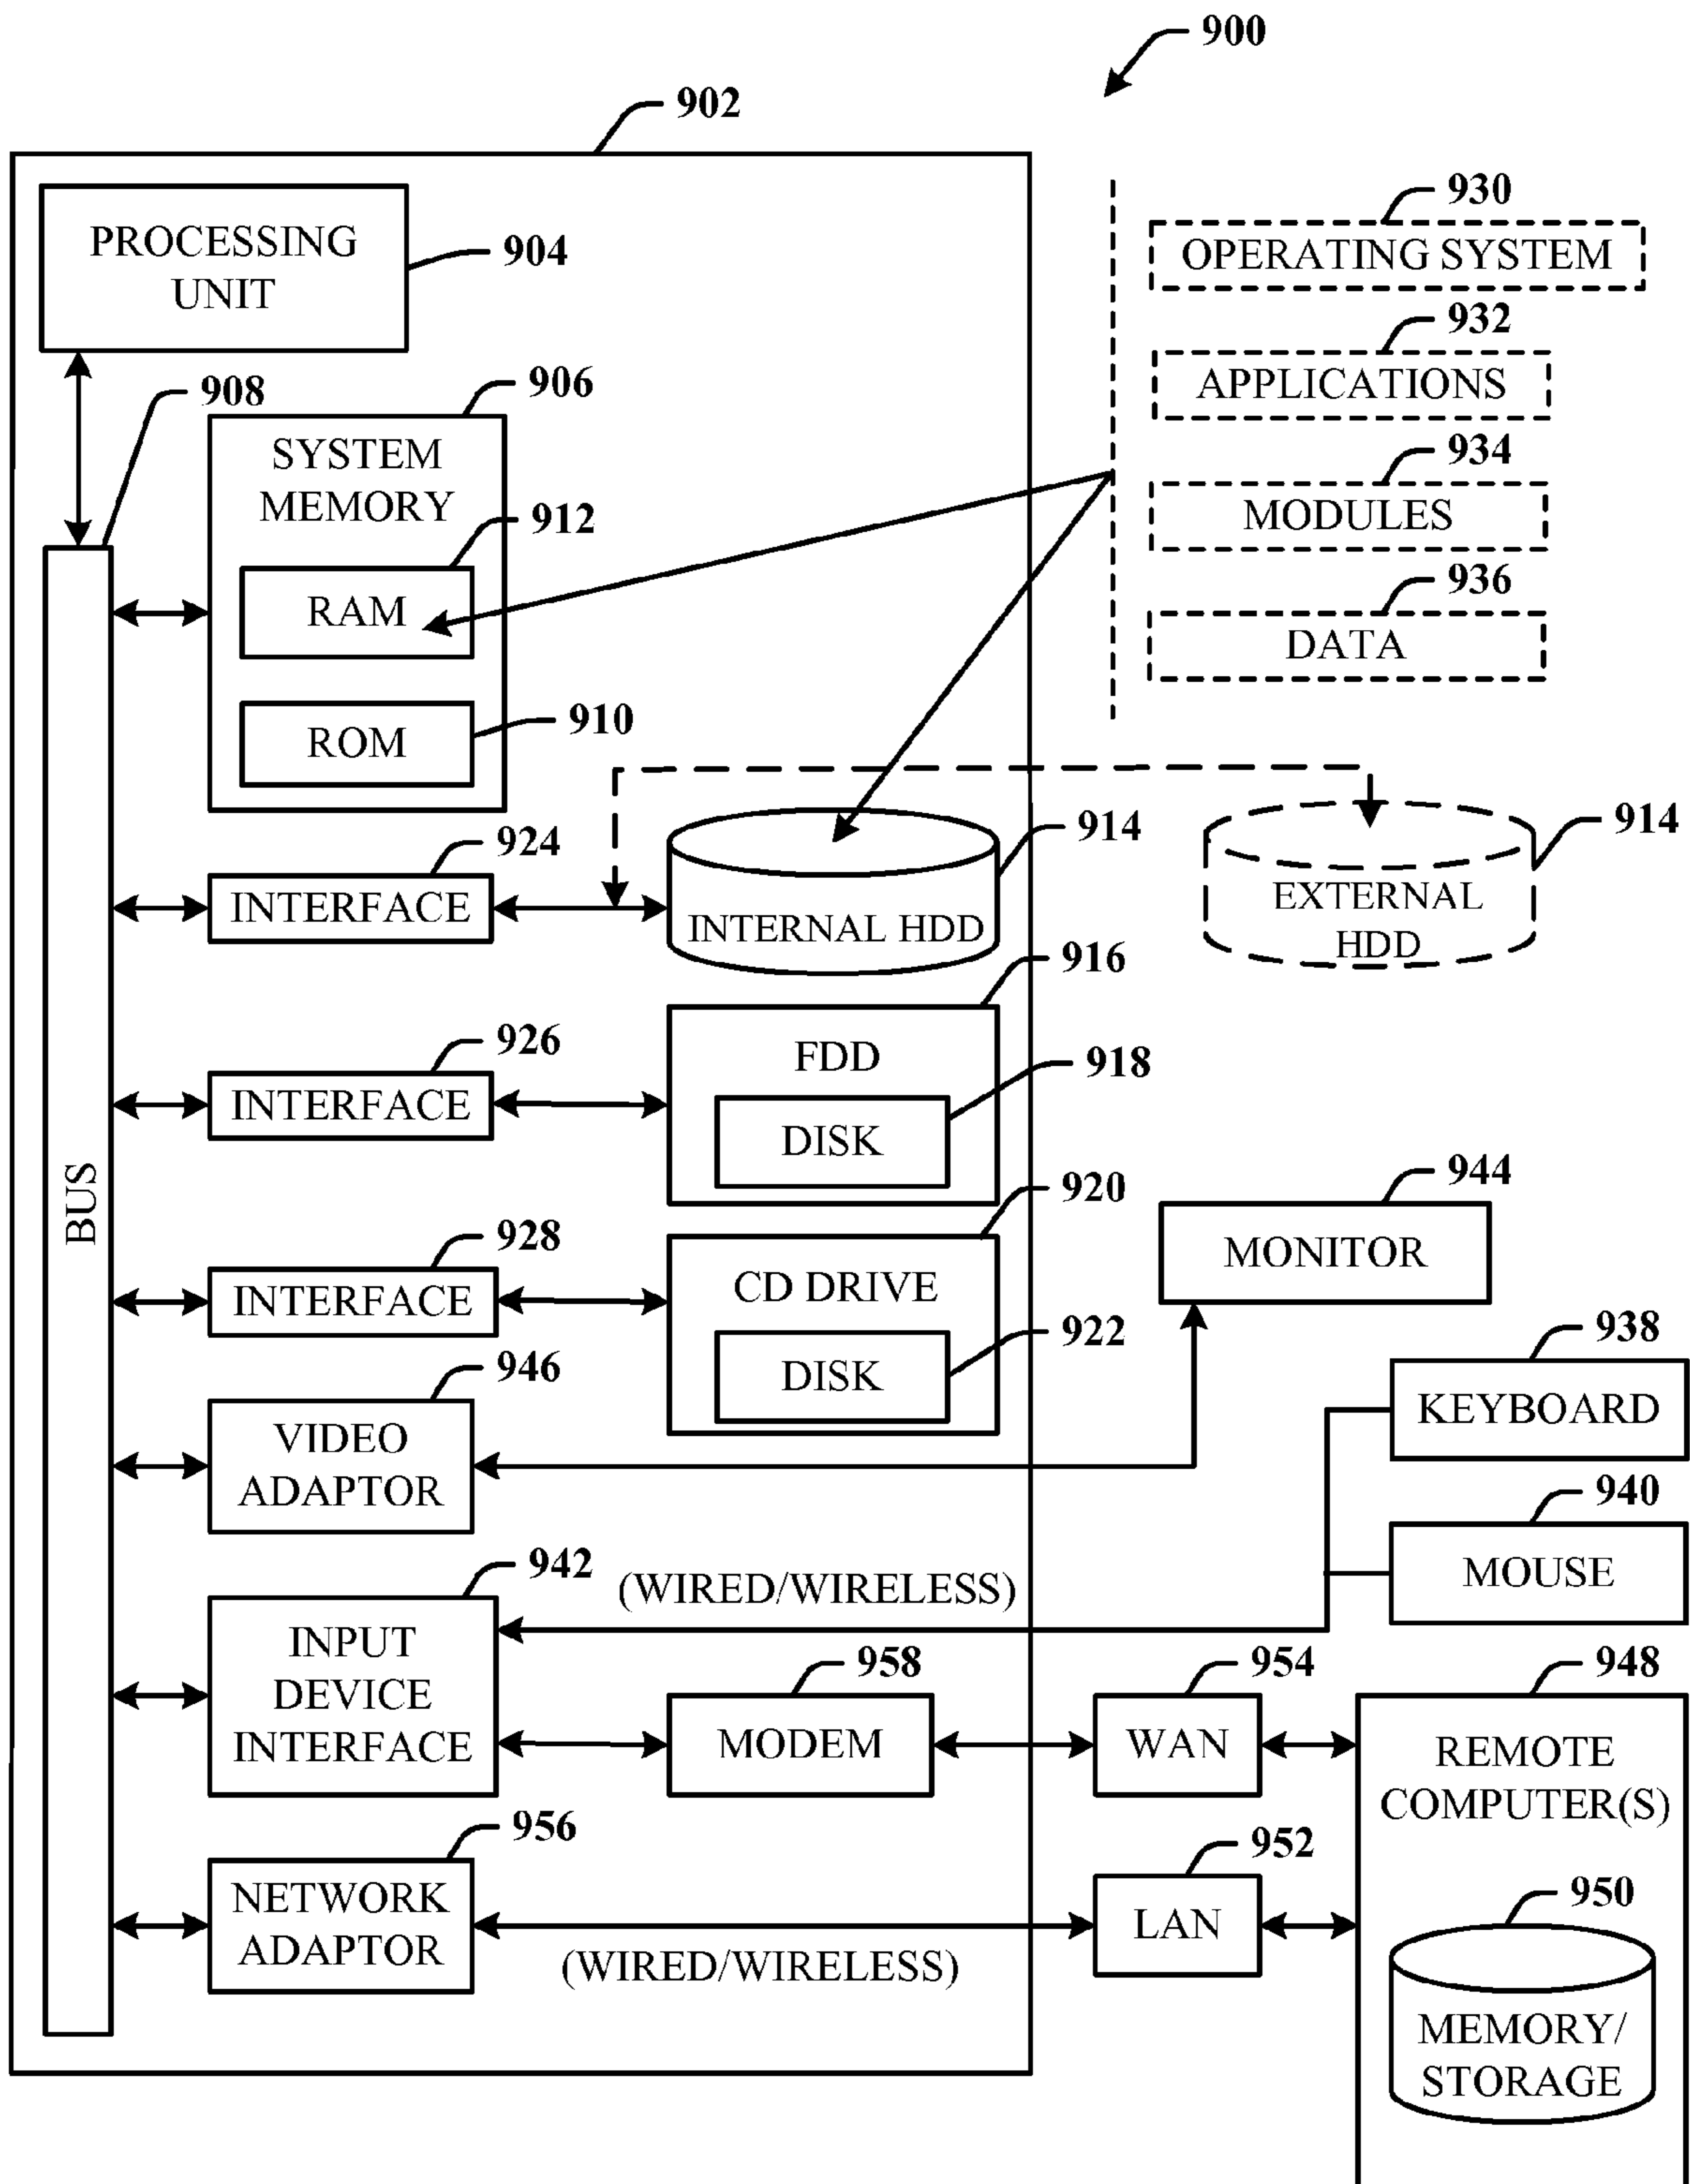 900
902
PROCESSING
UNIT
904
930
OPERATING SYSTEM
932
APPLICATIONS
934
MODULES
936
DATA
908
906
SYSTEM
MEMORY
912
RAM
910
ROM
BUS
924
INTERFACE
914
INTERNAL HDD
914
EXTERNAL
HDD
926
INTERFACE
916
FDD
918
DISK
928
INTERFACE
920
CD DRIVE
922
DISK
944
MONITOR
946
VIDEO
ADAPTOR
938
KEYBOARD
940
MOUSE
942
INPUT
DEVICE
INTERFACE
(WIRED/WIRELESS)
958
MODEM
954
WAN
948
REMOTE
COMPUTER(S)
956
NETWORK
ADAPTOR
(WIRED/WIRELESS)
952
LAN
950
MEMORY/
STORAGE